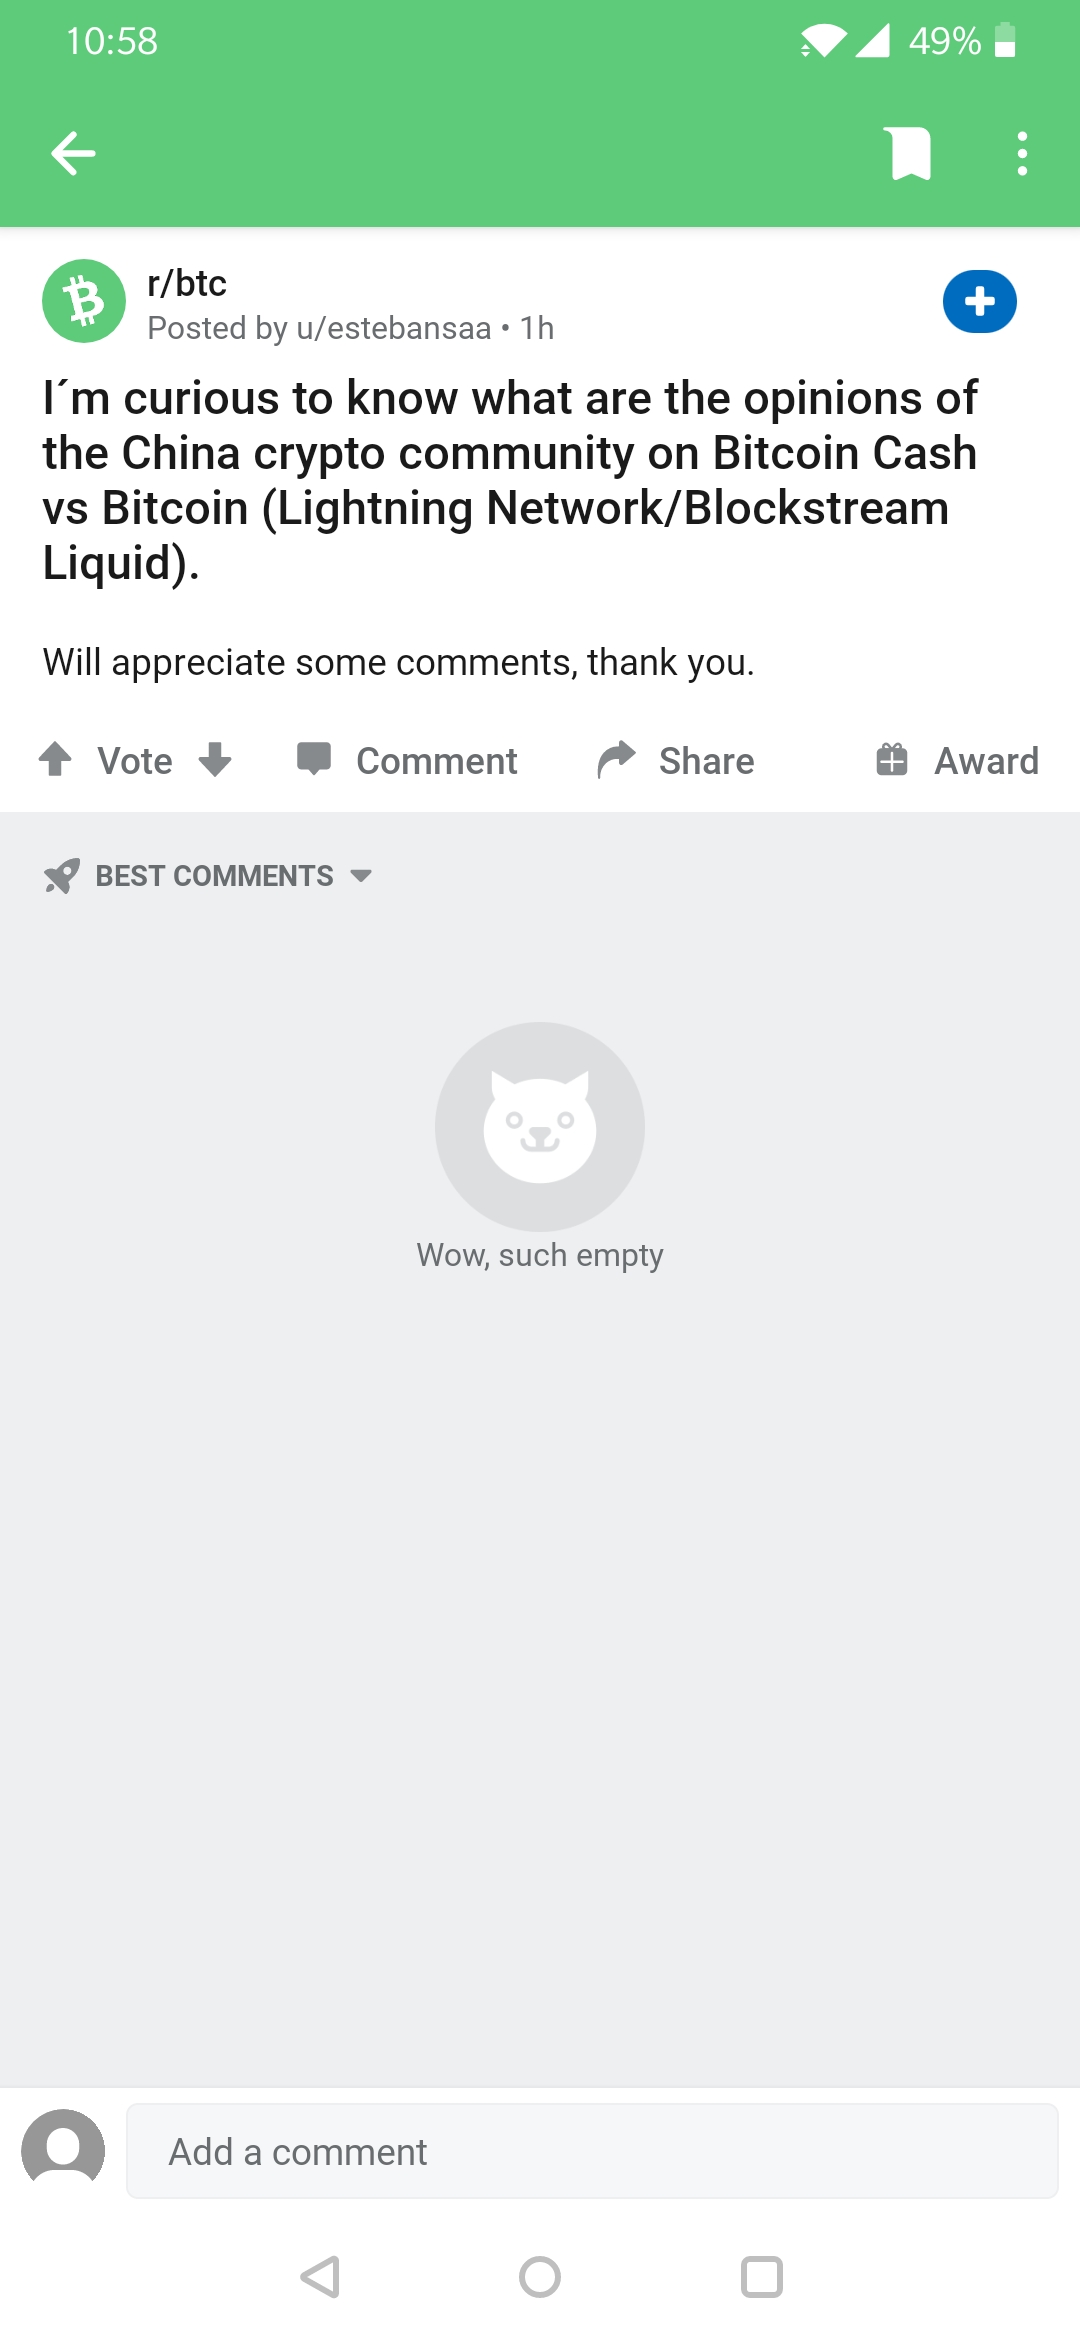 10:58
49%
r/btc
Posted by u/estebansaa • 1h
I´m curious to know what are the opinions of
the China crypto community on Bitcoin Cash
vs Bitcoin (Lightning Network/Blockstream
Liquid).
Will appreciate some comments, thank you.
Vote Comment Share Award
BEST COMMENTS
Wow, such empty
Add a comment